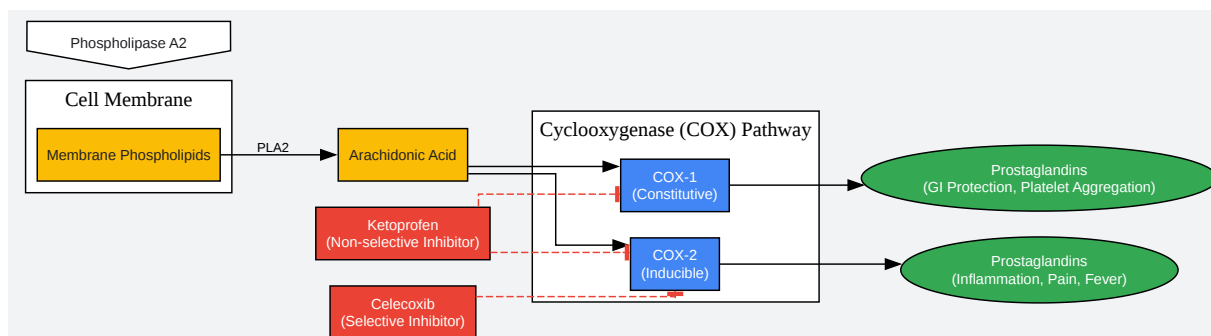 Phospholipase A2
Cell Membrane
Membrane Phospholipids
PLA2
Arachidonic Acid
Cyclooxygenase (COX) Pathway
COX-1
(Constitutive)
Prostaglandins
(GI Protection, Platelet Aggregation)
Ketoprofen
(Non-selective Inhibitor)
COX-2
(Inducible)
Prostaglandins
(Inflammation, Pain, Fever)
Celecoxib
(Selective Inhibitor)